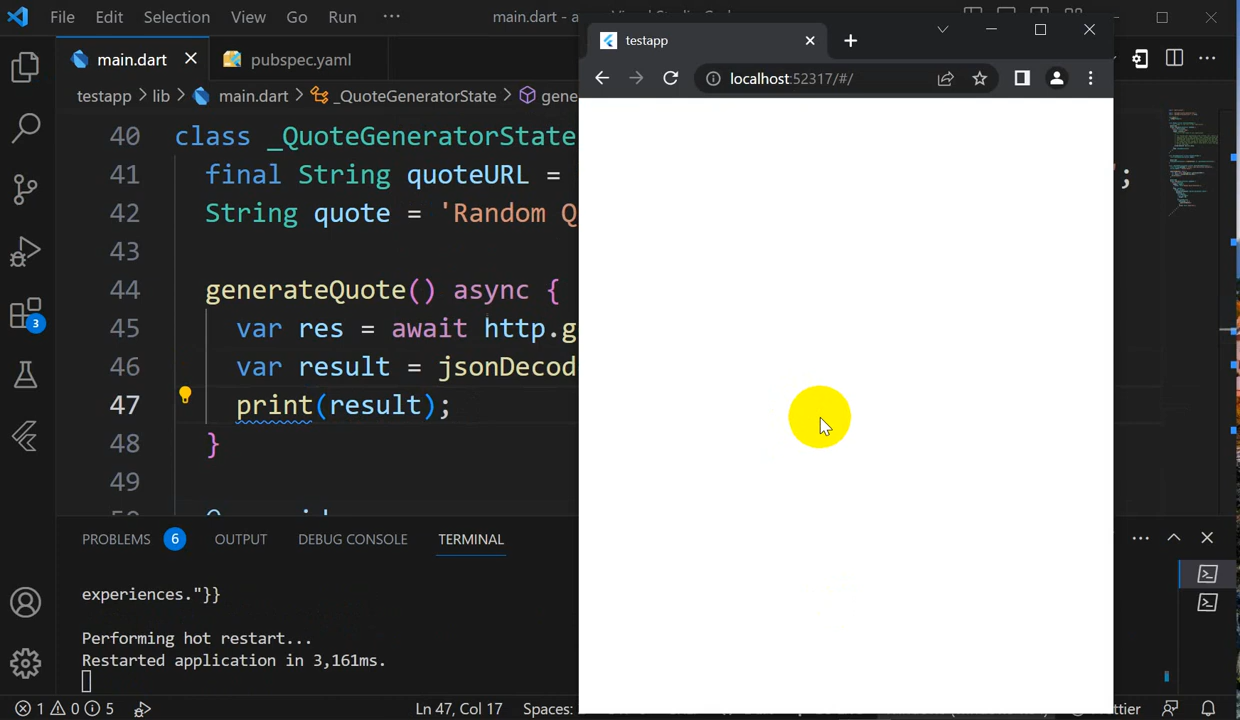 File Edit Selection View Go Run ··· main.dart - a
testapp
main.dart
pubspec.yaml
localhost:52317/#/
testapp > lib > main.dart > _QuoteGeneratorState > gene
40 class _QuoteGeneratorState
41 final String quoteURL = ;
42 String quote = 'Random Q
43
44 generateQuote() async {
45 var res = await http.g
46 var result = jsonDecod
47 print(result);
48 }
49
3
PROBLEMS 6 OUTPUT DEBUG CONSOLE TERMINAL
experiences."}}
Performing hot restart...
Restarted application in 3,161ms.
1 0 5 Ln 47, Col 17 Spaces: ttier